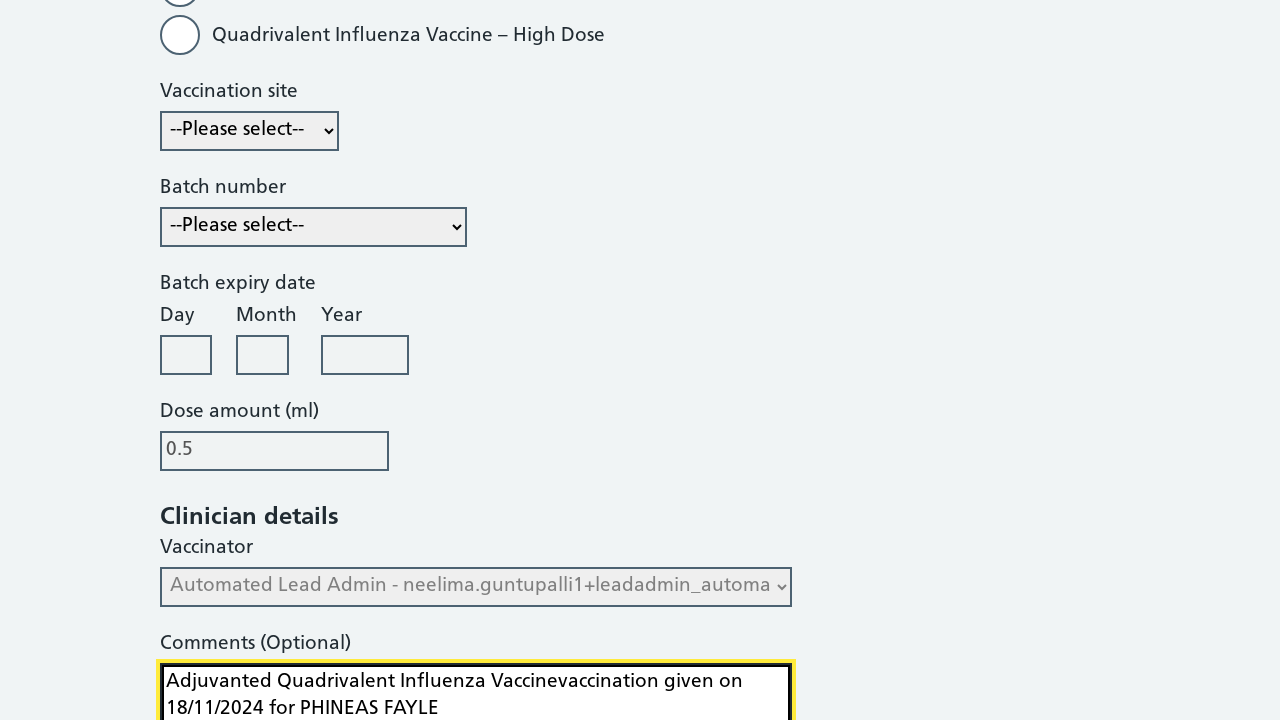 Quadrivalent Influenza Vaccine – High Dose
Vaccination site
--Please select--
Batch number
--Please select--
Batch expiry date
Day Month Year
Dose amount (ml)
0.5
Clinician details
Vaccinator
Automated Lead Admin - neelima.guntupalli1+leadadmin_automa
Comments (Optional)
Adjuvanted Quadrivalent Influenza Vaccinevaccination given on
18/11/2024 for PHINEAS FAYLE